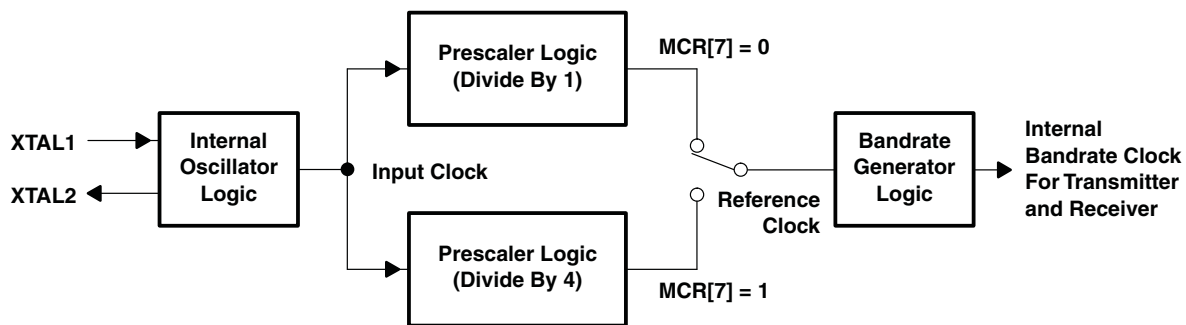 Prescaler Logic
(Divide By 1)
MCR[7] = 0
XTAL1
XTAL2
Internal
Oscillator
Logic
Input Clock
Reference
Clock
Bandrate
Generator
Logic
Internal
Bandrate Clock
For Transmitter
and Receiver
Prescaler Logic
(Divide By 4)
MCR[7] = 1